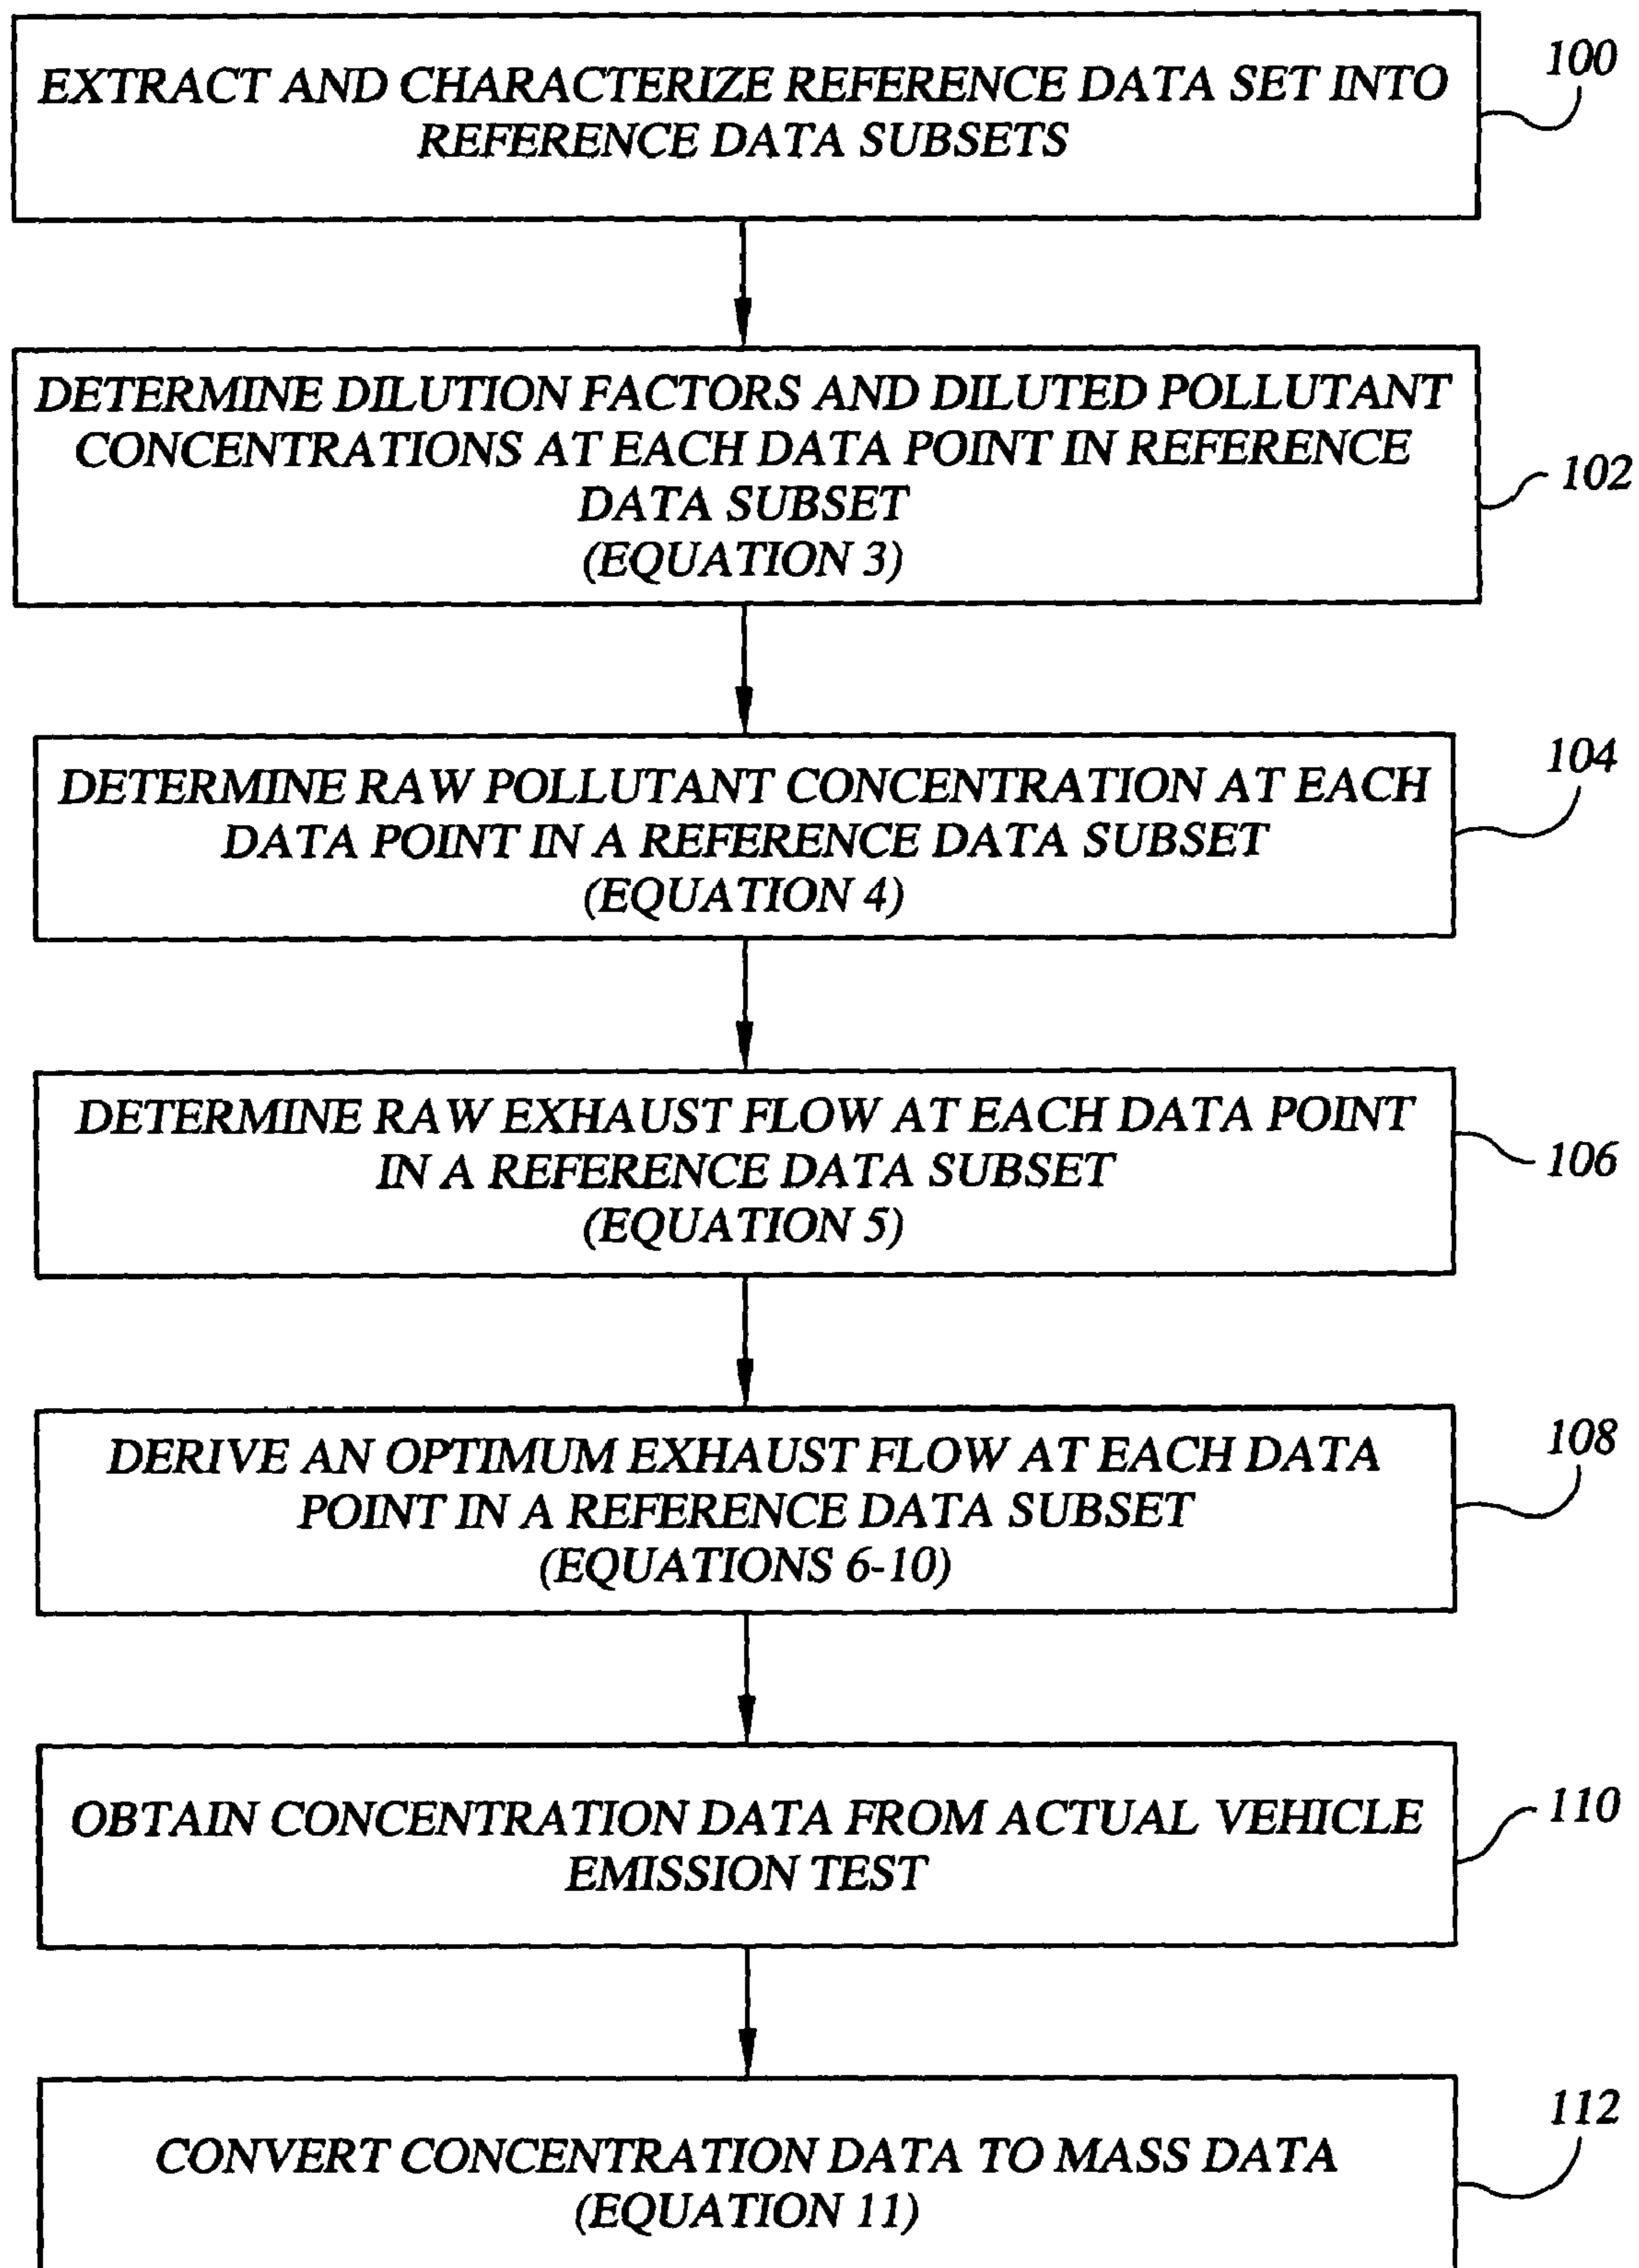 EXTRACT AND CHARACTERIZE REFERENCE DATA SET INTO
REFERENCE DATA SUBSETS
100
DETERMINE DILUTION FACTORS AND DILUTED POLLUTANT
CONCENTRATIONS AT EACH DATA POINT IN REFERENCE
DATA SUBSET
(EQUATION 3)
102
DETERMINE RAW POLLUTANT CONCENTRATION AT EACH
DATA POINT IN A REFERENCE DATA SUBSET
(EQUATION 4)
104
DETERMINE RAW EXHAUST FLOW AT EACH DATA POINT
IN A REFERENCE DATA SUBSET
(EQUATION 5)
106
DERIVE AN OPTIMUM EXHAUST FLOW AT EACH DATA
POINT IN A REFERENCE DATA SUBSET
(EQUATIONS 6-10)
108
OBTAIN CONCENTRATION DATA FROM ACTUAL VEHICLE
EMISSION TEST
110
CONVERT CONCENTRATION DATA TO MASS DATA
(EQUATION 11)
112